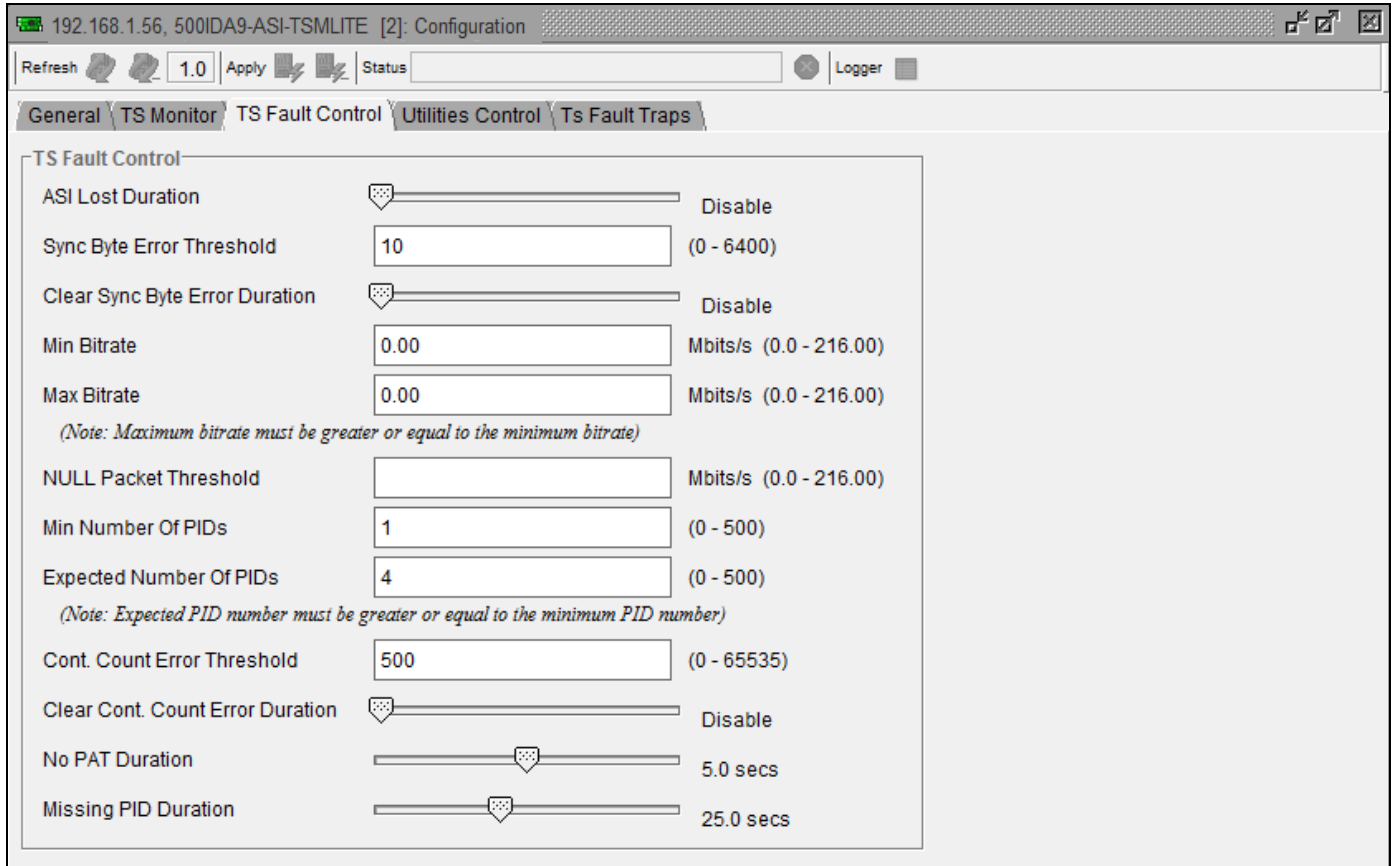 192.168.1.56, 500IDA9-ASI-TSMLITE [2]: Configuration
Refresh 1.0 Apply Status Logger
General TS Monitor TS Fault Control Utilities Control Ts Fault Traps
TS Fault Control
ASI Lost Duration Disable
Sync Byte Error Threshold 10 (0 - 6400)
Clear Sync Byte Error Duration Disable
Min Bitrate 0.00 Mbits/s (0.0 - 216.00)
Max Bitrate 0.00 Mbits/s (0.0 - 216.00)
(Note: Maximum bitrate must be greater or equal to the minimum bitrate)
NULL Packet Threshold Mbits/s (0.0 - 216.00)
Min Number Of PIDs 1 (0 - 500)
Expected Number Of PIDs 4 (0 - 500)
(Note: Expected PID number must be greater or equal to the minimum PID number)
Cont. Count Error Threshold 500 (0 - 65535)
Clear Cont. Count Error Duration Disable
No PAT Duration 5.0 secs
Missing PID Duration 25.0 secs